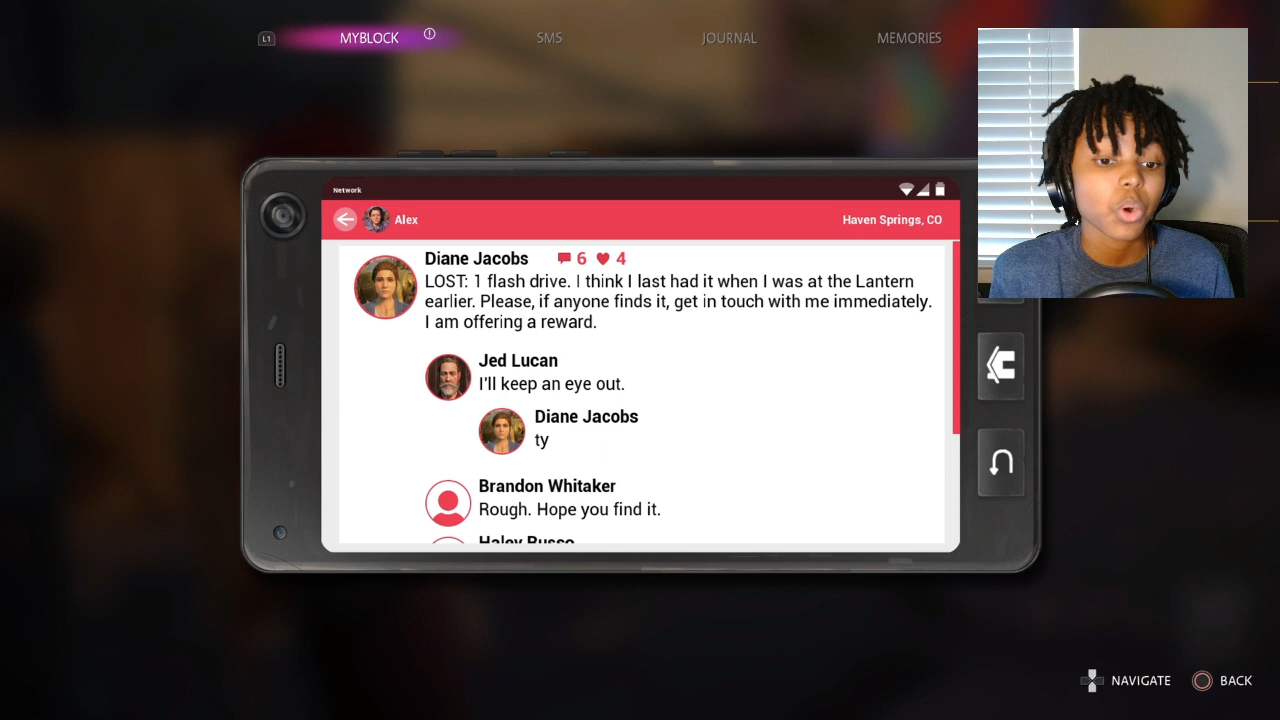 L1 MYBLOCK SMS JOURNAL MEMORIES
Network
Alex Haven Springs, CO
Diane Jacobs 6 4
LOST: 1 flash drive. I think I last had it when I was at the Lantern
earlier. Please, if anyone finds it, get in touch with me immediately.
I am offering a reward.
Jed Lucan
I'll keep an eye out.
Diane Jacobs
ty
Brandon Whitaker
Rough. Hope you find it.
Haley Russo
NAVIGATE BACK